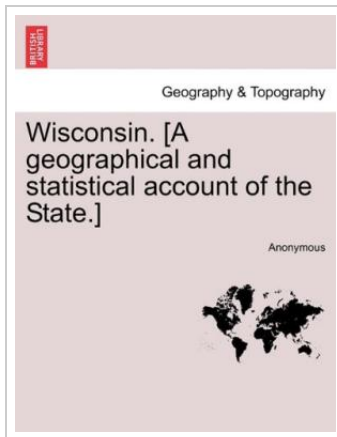 BRITISH
LIBRARY
Geography & Topography
Wisconsin. [A
geographical and
statistical account of the
State.]
Anonymous